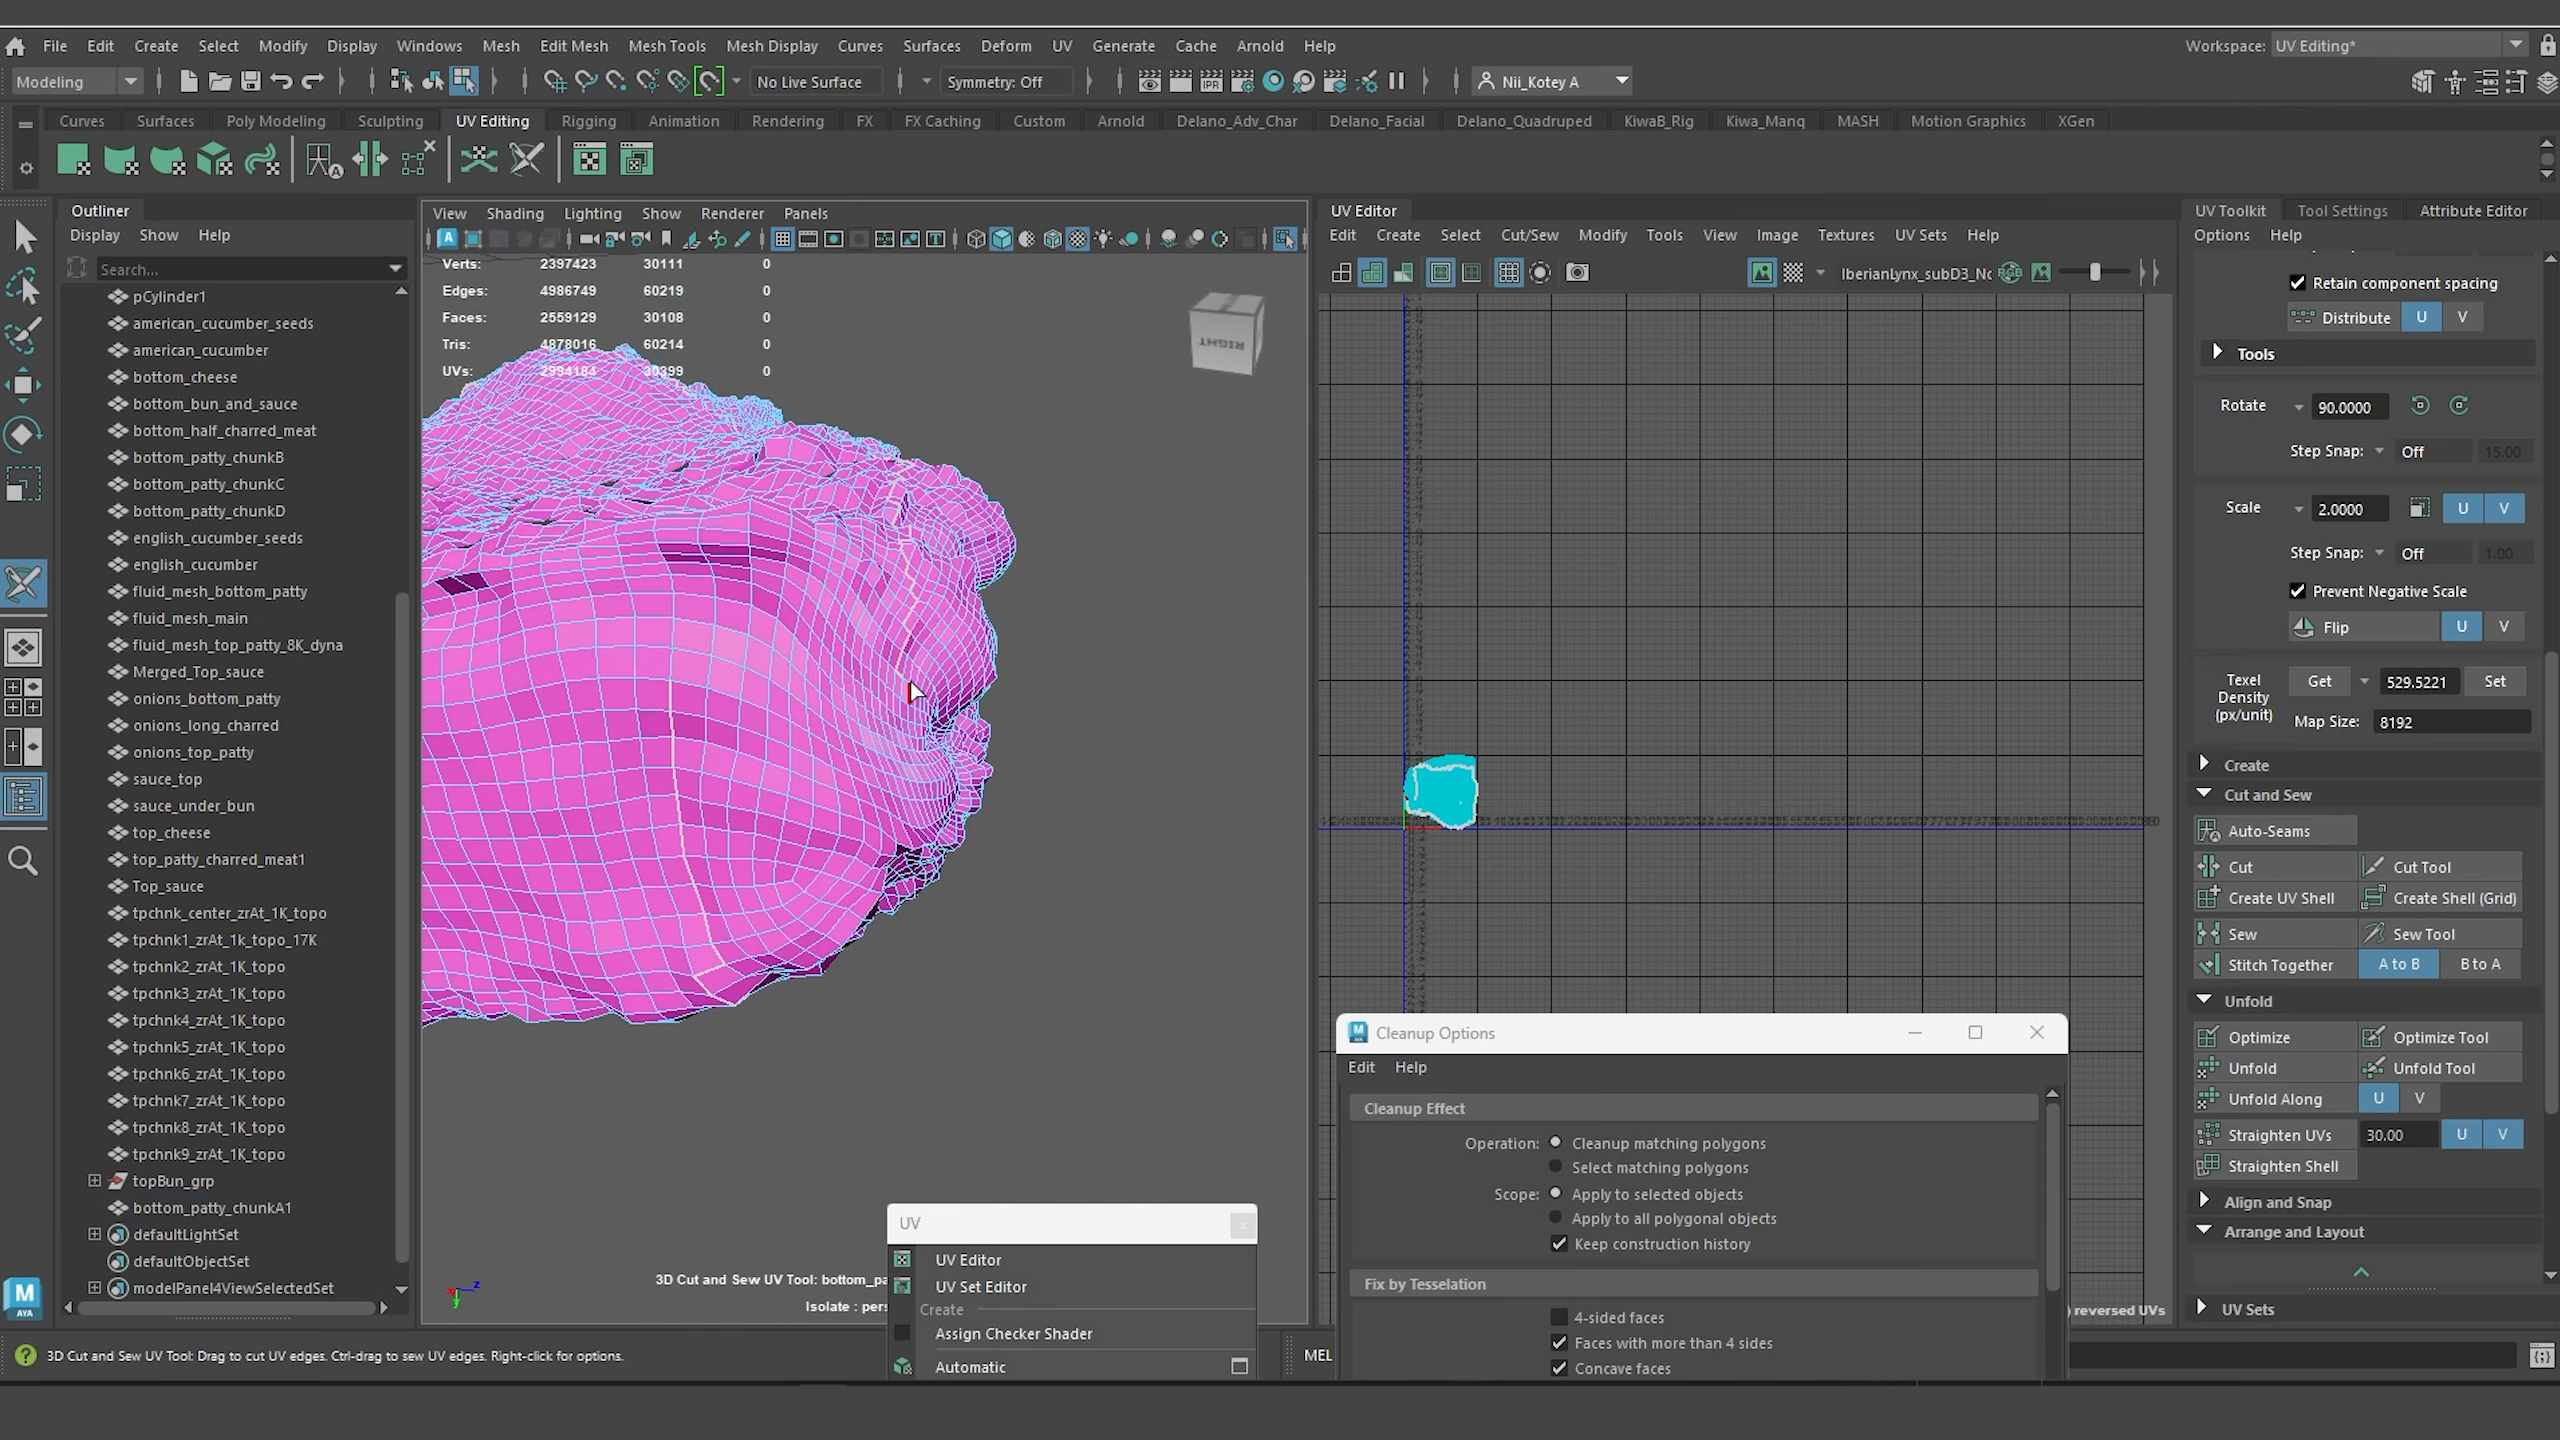 File Edit Create Select Modify Display Windows Mesh Edit Mesh Mesh Tools Mesh Display Curves Surfaces Deform UV Generate Cache Arnold Help Workspace: UV Editing*
Modeling No Live Surface Symmetry: Off IPR Nii_Kotey A
Curves Surfaces Poly Modeling Sculpting UV Editing Rigging Animation Rendering FX FX Caching Custom Arnold Delano_Adv_Char Delano_Facial Delano_Quadruped KiwaB_Rig Kiwa_Manq MASH Motion Graphics XGen
Outliner
Display Show Help
Search...
pCylinder1
american_cucumber_seeds
american_cucumber
bottom_cheese
bottom_bun_and_sauce
bottom_half_charred_meat
bottom_patty_chunkB
bottom_patty_chunkC
bottom_patty_chunkD
english_cucumber_seeds
english_cucumber
fluid_mesh_bottom_patty
fluid_mesh_main
fluid_mesh_top_patty_8K_dyna
Merged_Top_sauce
onions_bottom_patty
onions_long_charred
onions_top_patty
sauce_top
sauce_under_bun
top_cheese
top_patty_charred_meat1
Top_sauce
tpchnk_center_zrAt_1K_topo
tpchnk1_zrAt_1k_topo_17K
tpchnk2_zrAt_1K_topo
tpchnk3_zrAt_1K_topo
tpchnk4_zrAt_1K_topo
tpchnk5_zrAt_1K_topo
tpchnk6_zrAt_1K_topo
tpchnk7_zrAt_1K_topo
tpchnk8_zrAt_1K_topo
tpchnk9_zrAt_1K_topo
topBun_grp
bottom_patty_chunkA1
defaultLightSet
defaultObjectSet
modelPanel4ViewSelectedSet
View Shading Lighting Show Renderer Panels
Verts: 2397423 30111 0
Edges: 4986749 60219 0
Faces: 2559129 30108 0
Tris: 4878016 60214 0
UVs: 2994184 30399 0
RIGHT
3D Cut and Sew UV Tool: bottom_pa
Isolate : pers
UV
UV Editor
UV Set Editor
Create
Assign Checker Shader
Automatic
UV Editor
Edit Create Select Cut/Sew Modify Tools View Image Textures UV Sets Help
IberianLynx_subD3_Nc
RGB
Cleanup Options
Edit Help
Cleanup Effect
Operation: Cleanup matching polygons
Select matching polygons
Scope: Apply to selected objects
Apply to all polygonal objects
Keep construction history
Fix by Tesselation
4-sided faces
Faces with more than 4 sides
Concave faces
) reversed UVs
UV Toolkit Tool Settings Attribute Editor
Options Help
Retain component spacing
Distribute U V
Tools
Rotate 90.0000
Step Snap: Off 15.00
Scale 2.0000 U V
Step Snap: Off 1.00
Prevent Negative Scale
Flip U V
Texel Density (px/unit) Get 529.5221 Set
Map Size: 8192
Create
Cut and Sew
Auto-Seams
Cut Cut Tool
Create UV Shell Create Shell (Grid)
Sew Sew Tool
Stitch Together A to B B to A
Unfold
Optimize Optimize Tool
Unfold Unfold Tool
Unfold Along U V
Straighten UVs 30.00 U V
Straighten Shell
Align and Snap
Arrange and Layout
UV Sets
M
AYA
3D Cut and Sew UV Tool: Drag to cut UV edges. Ctrl-drag to sew UV edges. Right-click for options.
MEL